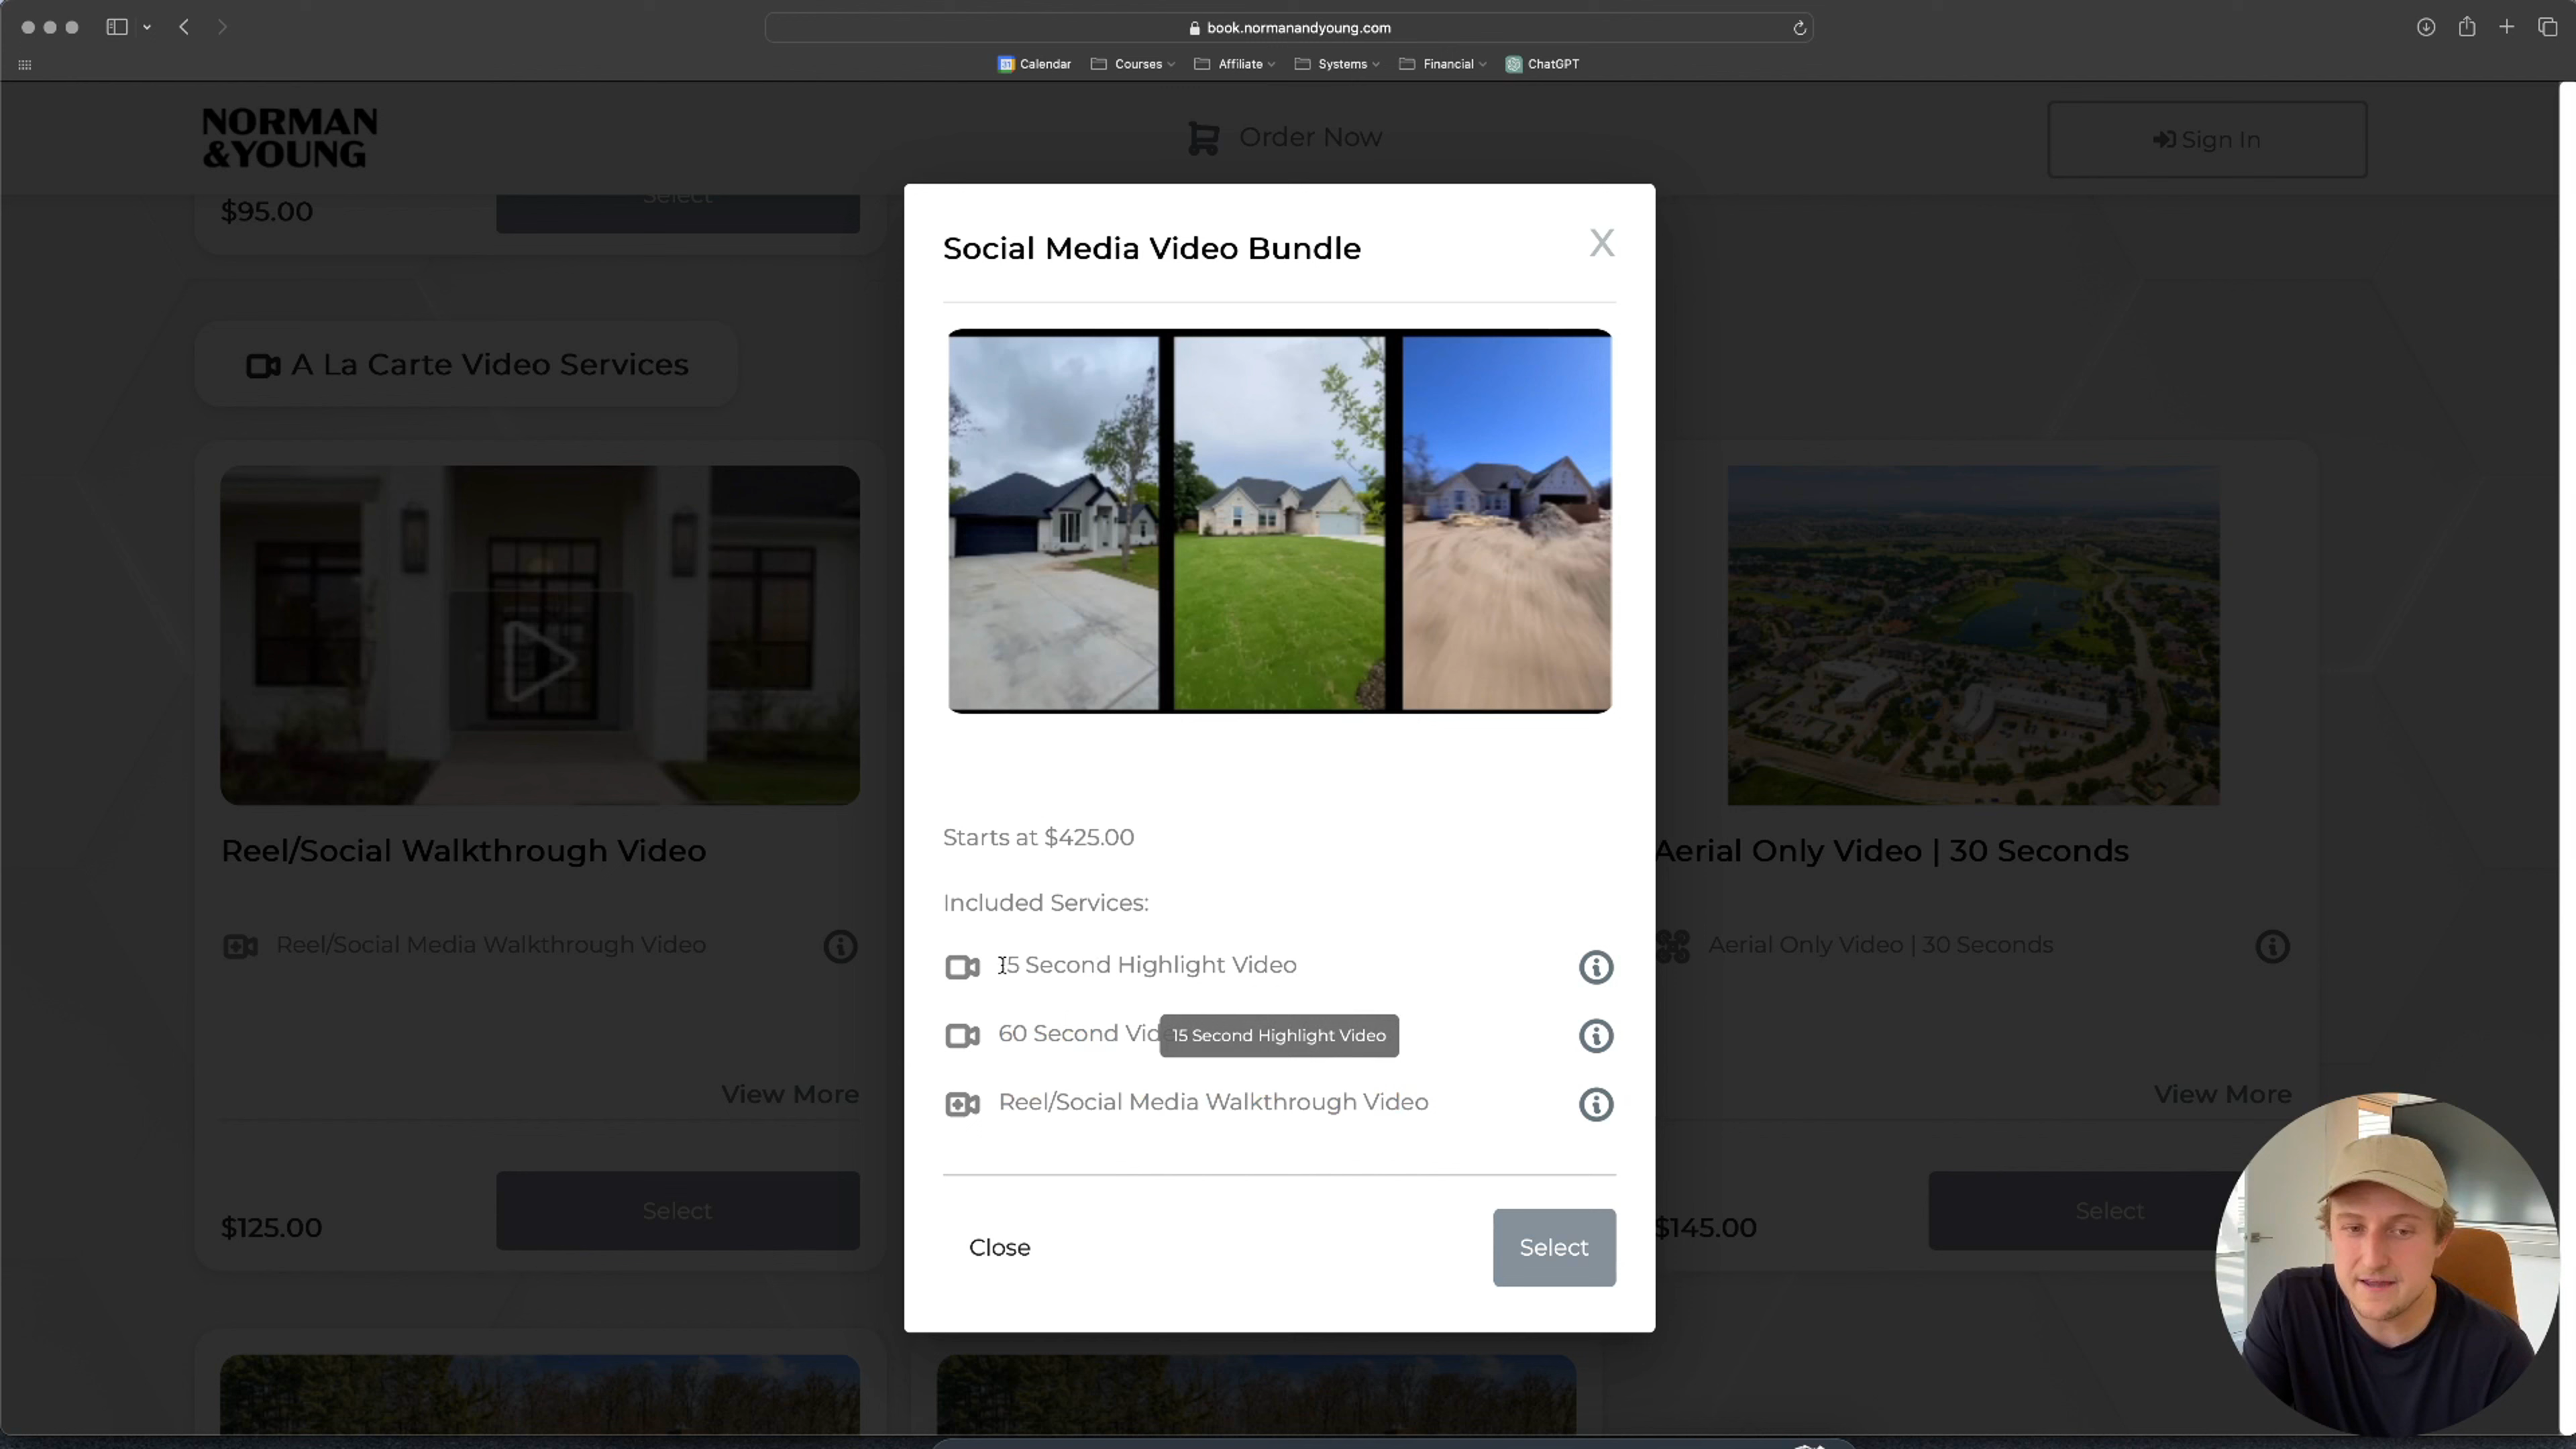 book.normanandyoung.com
Calendar
Courses
Affiliate
Systems
Financial
ChatGPT
NORMAN
&YOUNG
Order Now
Sign In
$95.00
Select
A La Carte Video Services
Reel/Social Walkthrough Video
Reel/Social Media Walkthrough Video
View More
$125.00
Select
Social Media Video Bundle
X
Starts at $425.00
Included Services:
15 Second Highlight Video
60 Second
15 Second Highlight Video
Reel/Social Media Walkthrough Video
Close
Select
Aerial Only Video | 30 Seconds
Aerial Only Video | 30 Seconds
View More
$145.00
Select